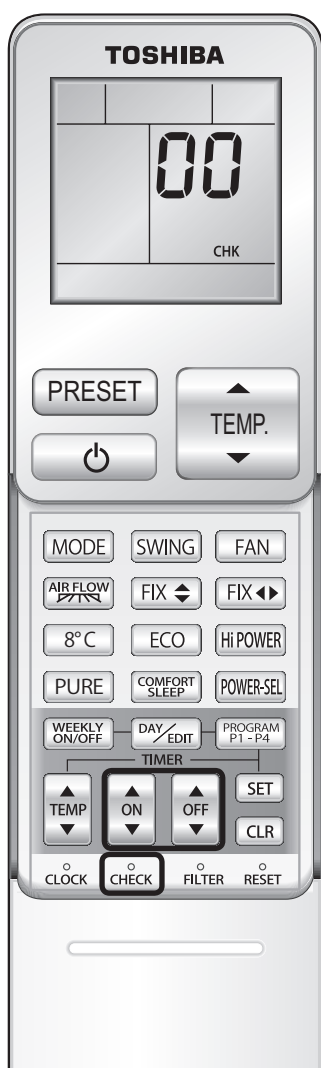 TOSHIBA
00
CHK
PRESET
TEMP.
MODE SWING FAN
AIR FLOW FIX FIX
8°C ECO Hi POWER
PURE COMFORT SLEEP POWER-SEL
WEEKLY ON/OFF DAY/EDIT PROGRAM P1 - P4
TIMER
TEMP ON OFF SET
CLR
CLOCK CHECK FILTER RESET